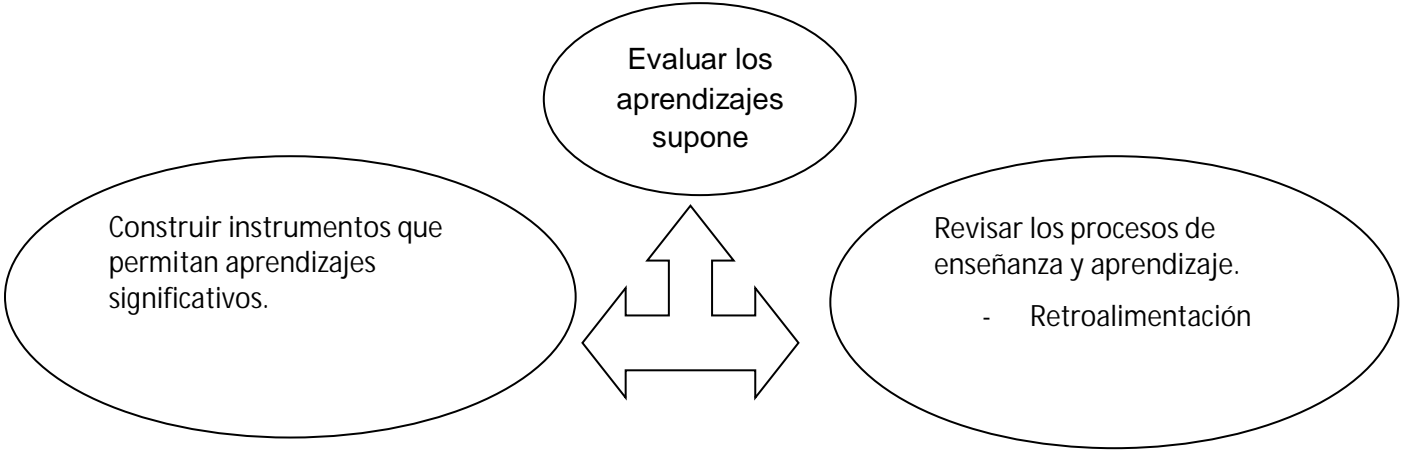 Evaluar los
aprendizajes
supone
Construir instrumentos que
permitan aprendizajes
significativos.
Revisar los procesos de
enseñanza y aprendizaje.
- Retroalimentación